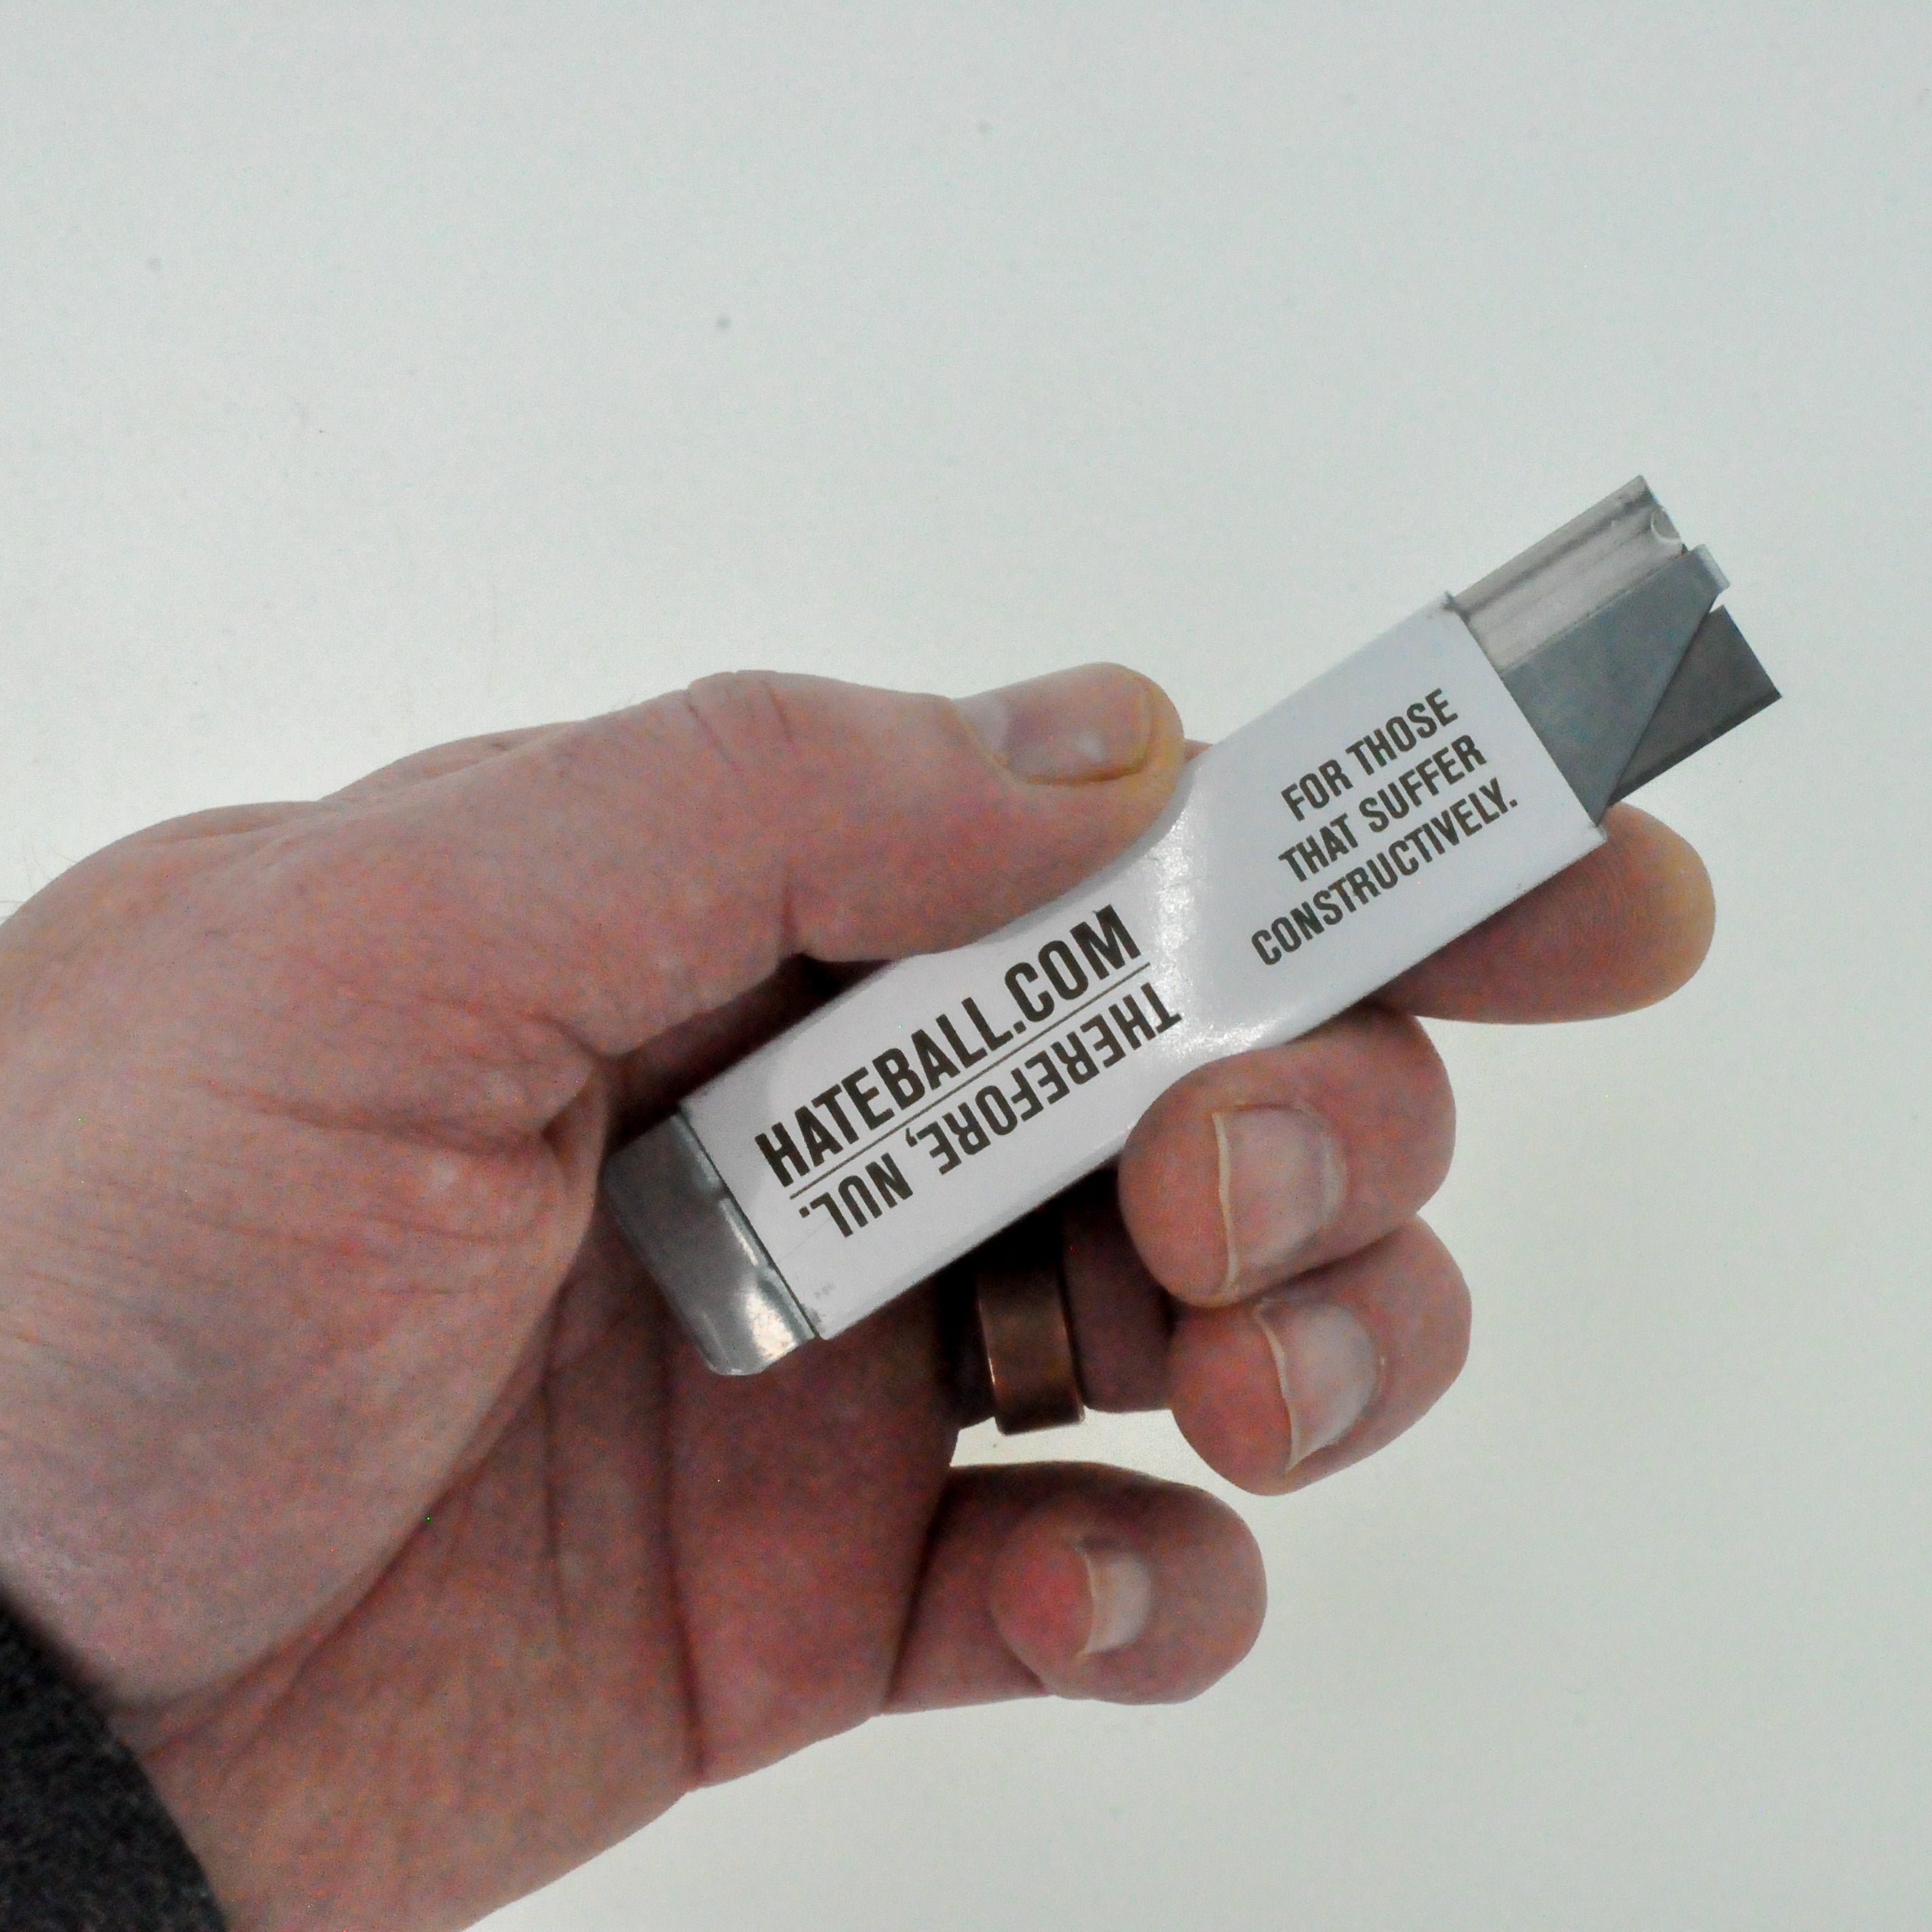 FOR THOSE
THAT SUFFER
CONSTRUCTIVELY.
HATEBALL.COM
THEREFORE, NUL.